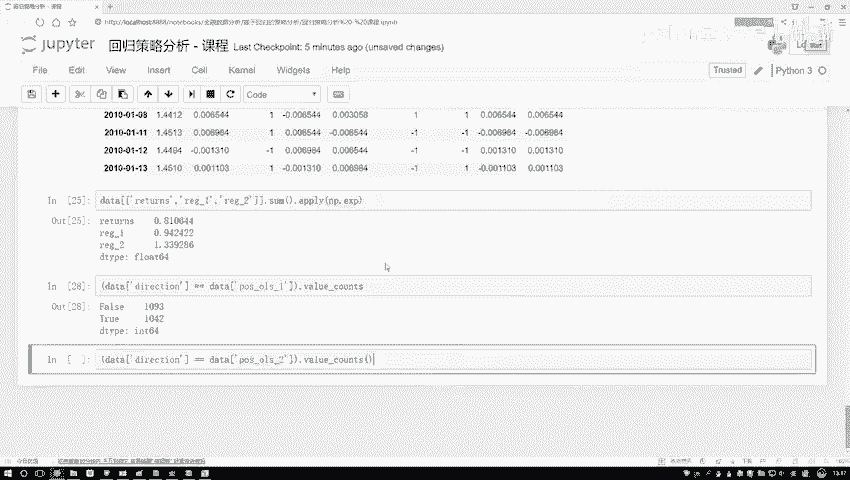 回归策略分析 - 课程
http://localhost:8888/notebooks/
jupyter 回归策略分析 - 课程 Last Checkpoint: 5 minutes ago (unsaved changes)
File Edit View Insert Cell Kernel Widgets Help
Trusted Python 3
Code
2010-01-08 1.4412 0.006544 1 -0.006544 0.003058 1 1 0.006544 0.006544
2010-01-11 1.4513 0.006984 1 0.006544 -0.006544 -1 -1 -0.006984 -0.006984
2010-01-12 1.4494 -0.001310 -1 0.006984 0.006544 -1 -1 0.001310 0.001310
2010-01-13 1.4510 0.001103 1 -0.001310 0.006984 -1 1 -0.001103 0.001103
In [25]: data[['returns','reg_1','reg_2']].sum().apply(np.exp)
Out[25]: returns 0.810644
reg_1 0.942422
reg_2 1.339286
dtype: float64
In [28]: (data['direction'] == data['pos_ols_1']).value_counts
Out[28]: False 1093
True 1042
dtype: int64
In [ ]: (data['direction'] == data['pos_ols_2']).value_counts()